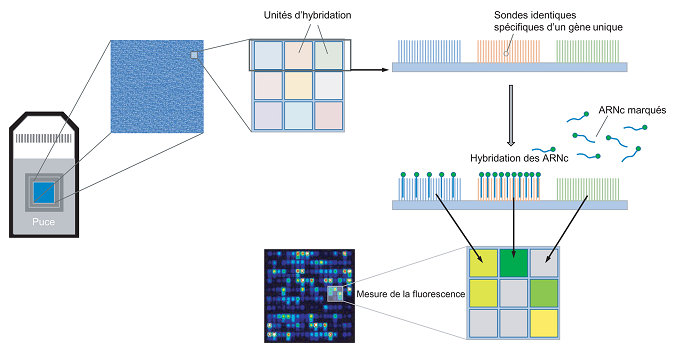 Unités d'hybridation
Sondes identiques
spécifiques d'un gène unique
ARNc marqués
Hybridation des ARNc
Puce
Mesure de la fluorescence